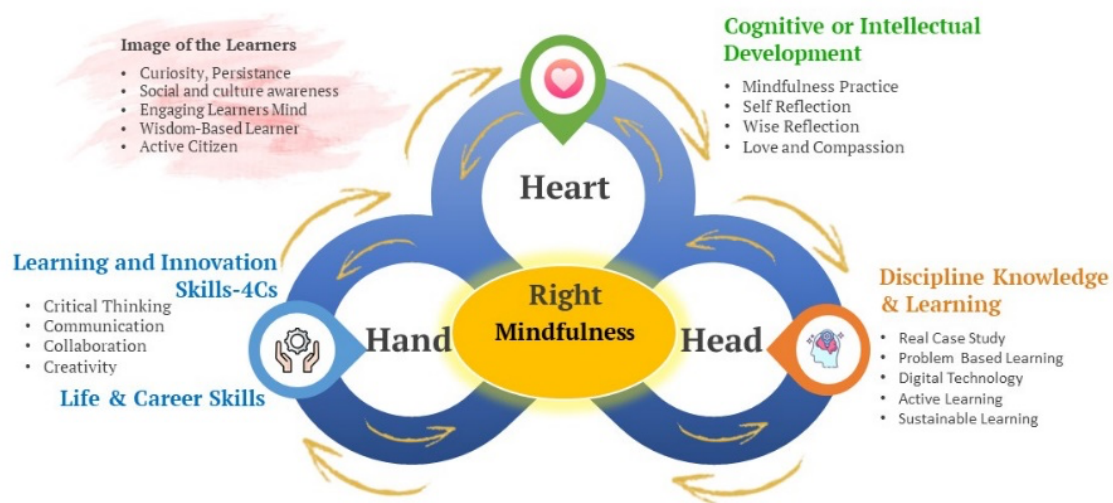 Image of the Learners
• Curiosity, Persistance
• Social and culture awareness
• Engaging Learners Mind
• Wisdom-Based Learner
• Active Citizen
Cognitive or Intellectual
Development
• Mindfulness Practice
• Self Reflection
• Wise Reflection
• Love and Compassion
Heart
Learning and Innovation
Skills-4Cs
• Critical Thinking
• Communication
• Collaboration
• Creativity
Life & Career Skills
Hand
Right
Mindfulness
Head
Discipline Knowledge
& Learning
• Real Case Study
• Problem Based Learning
• Digital Technology
• Active Learning
• Sustainable Learning